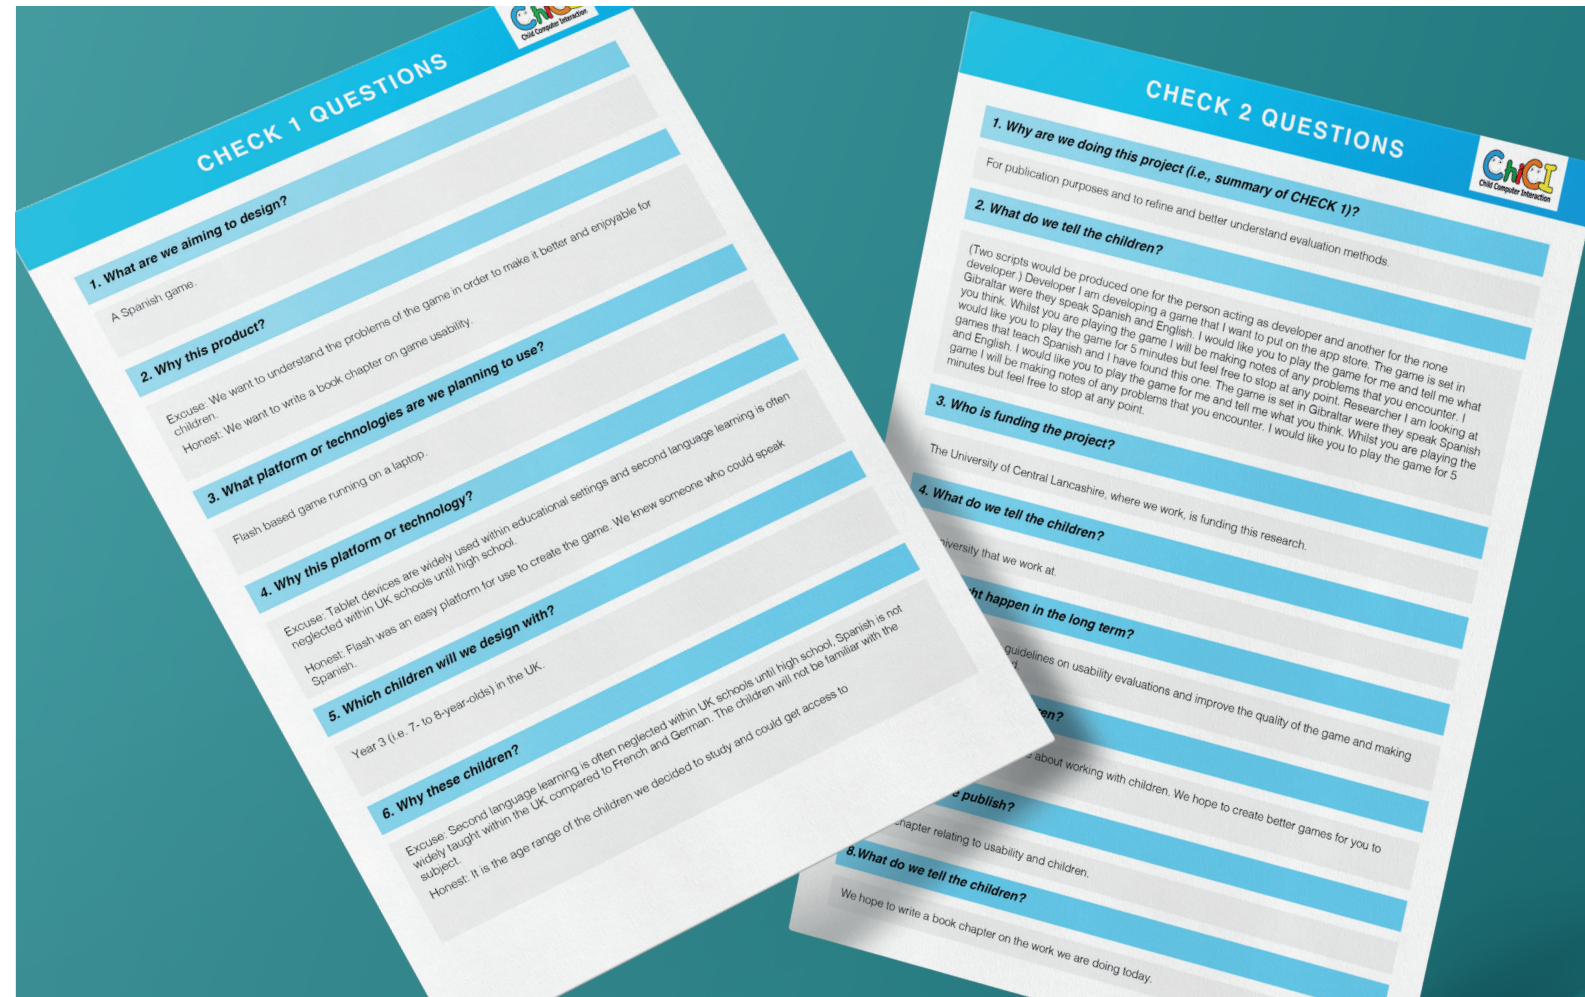 ChiCI
Child Computer Interaction
CHECK 1 QUESTIONS
1. What are we aiming to design?
A Spanish game.
2. Why this product?
Excuse: We want to understand the problems of the game in order to make it better and enjoyable for
children.
Honest: We want to write a book chapter on game usability.
3. What platform or technologies are we planning to use?
Flash based game running on a laptop.
4. Why this platform or technology?
Excuse: Tablet devices are widely used within educational settings and second language learning is often
neglected within UK schools until high school.
Honest: Flash was an easy platform for use to create the game. We knew someone who could speak
Spanish.
5. Which children will we design with?
Year 3 (i.e. 7- to 8-year-olds) in the UK.
6. Why these children?
Excuse: Second language learning is often neglected within UK schools until high school, Spanish is not
widely taught within the UK compared to French and German. The children will not be familiar with the
subject.
Honest: It is the age range of the children we decided to study and could get access to
CHECK 2 QUESTIONS
ChiCI
Child Computer Interaction
1. Why are we doing this project (i.e., summary of CHECK 1)?
For publication purposes and to refine and better understand evaluation methods.
2. What do we tell the children?
(Two scripts would be produced one for the person acting as developer and another for the none
developer.) Developer I am developing a game that I want to put on the app store. The game is set in
Gibraltar were they speak Spanish and English. I would like you to play the game for me and tell me what
you think. Whilst you are playing the game I will be making notes of any problems that you encounter. I
would like you to play the game for 5 minutes but feel free to stop at any point. Researcher I am looking at
games that teach Spanish and I have found this one. The game is set in Gibraltar were they speak Spanish
and English. I would like you to play the game for me and tell me what you think. Whilst you are playing the
game I will be making notes of any problems that you encounter. I would like you to play the game for 5
minutes but feel free to stop at any point.
3. Who is funding the project?
The University of Central Lancashire, where we work, is funding this research.
4. What do we tell the children?
that we work at.
happen in the long term?
guidelines on usability evaluations and improve the quality of the game and making
about working with children. We hope to create better games for you to
publish?
chapter relating to usability and children.
8.What do we tell the children?
We hope to write a book chapter on the work we are doing today.